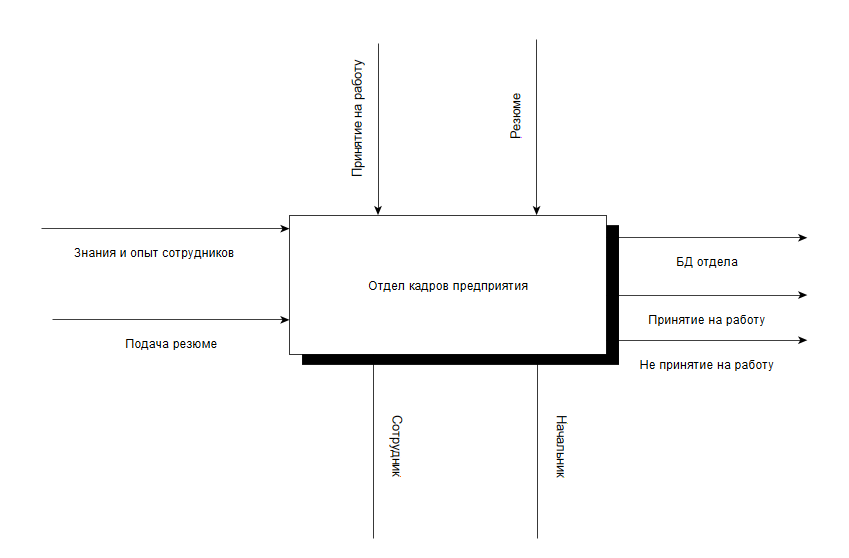 Принятие на работу
Резюме
Знания и опыт сотрудников
Подача резюме
Отдел кадров предприятия
БД отдела
Принятие на работу
Не принятие на работу
Сотрудник
Начальник